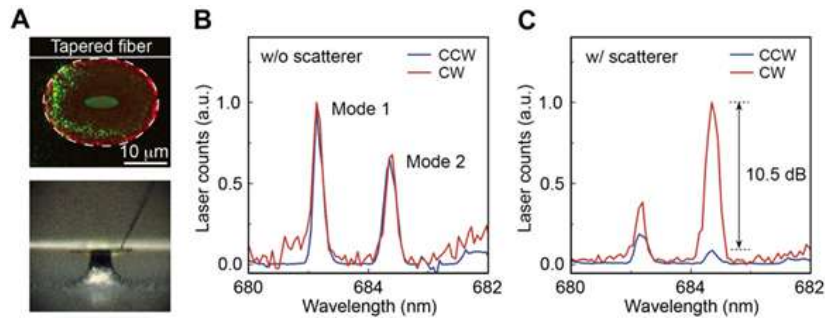 A
Tapered fiber
10 μm
B
w/o scatterer
CCW
CW
Mode 1
Mode 2
Laser counts (a.u.)
1.0
0.5
0.0
680
684
682
Wavelength (nm)
C
w/ scatterer
CCW
CW
10.5 dB
Laser counts (a.u.)
1.0
0.5
0.0
680
684
682
Wavelength (nm)